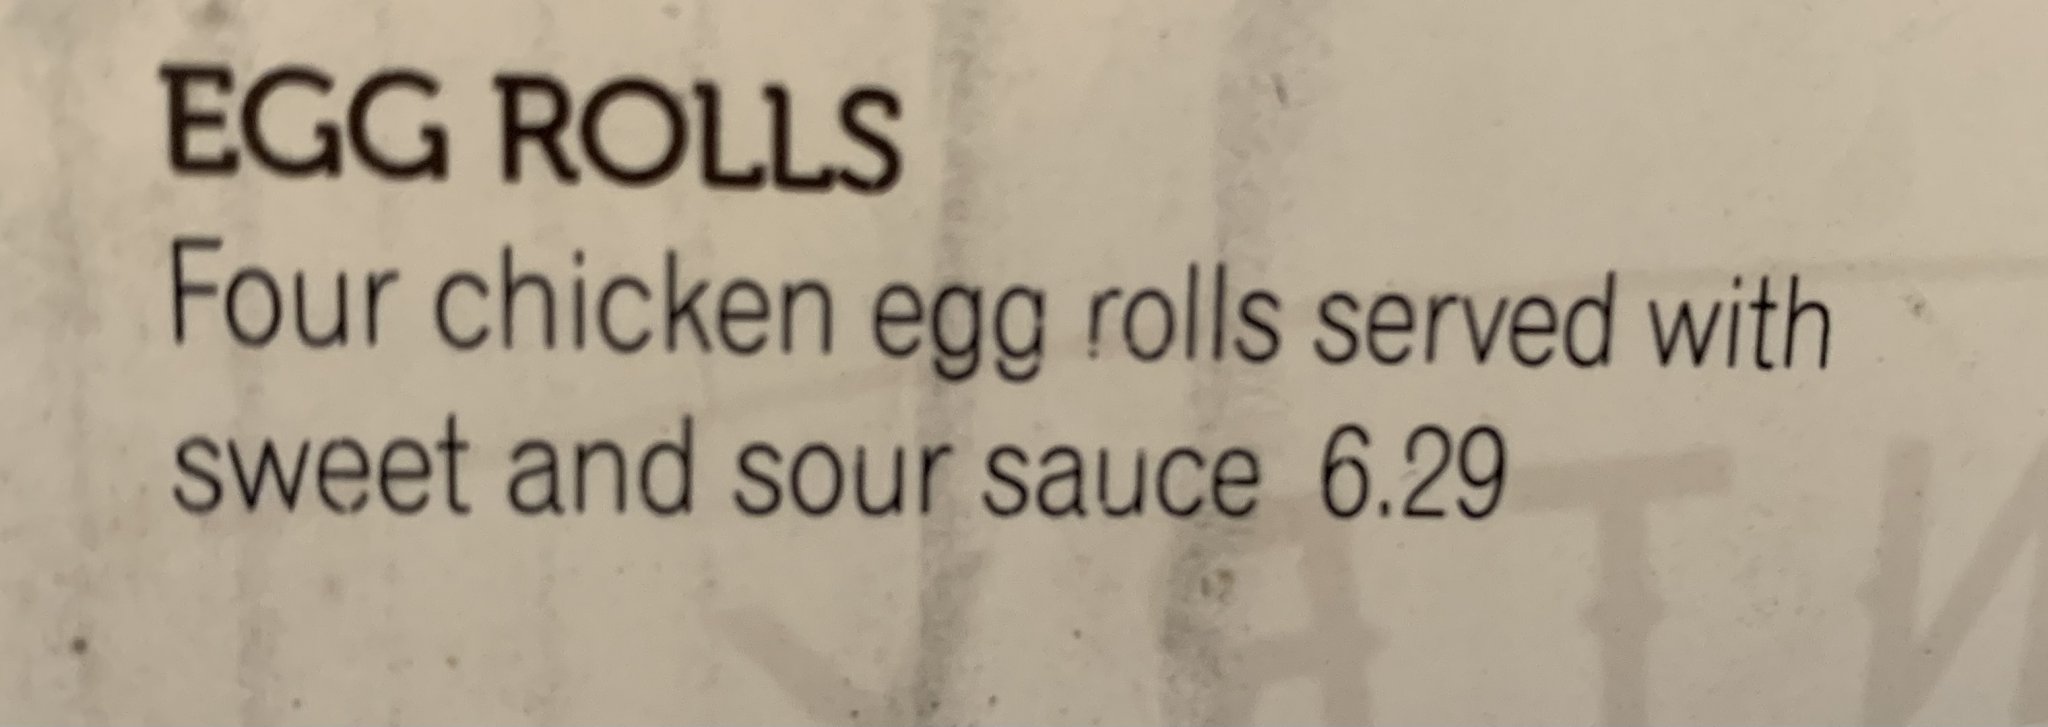 EGG ROLLS
Four chicken egg rolls served with
sweet and sour sauce 6.29